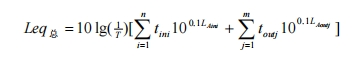 Leq总 = 10 lg(1/T)[∑_{i=1}^{n} t_{ini} 10^{0.1L_{Aini}} + ∑_{j=1}^{m} t_{outj} 10^{0.1L_{Aoutj}} ]